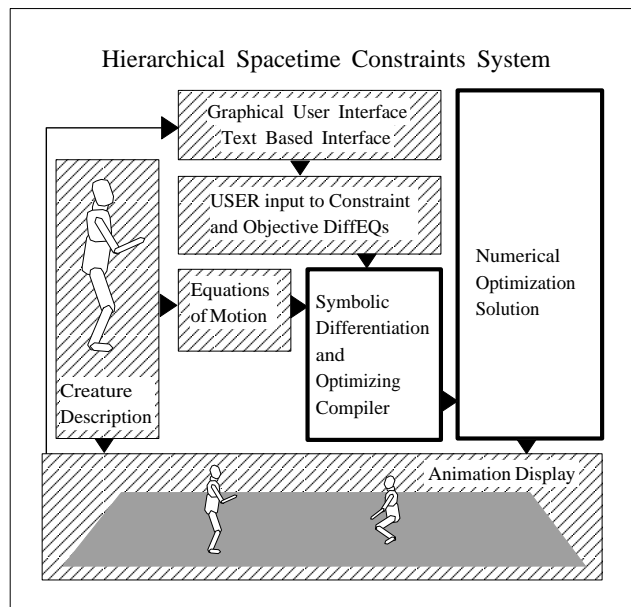 Hierarchical Spacetime Constraints System
Graphical User Interface
Text Based Interface
USER input to Constraint
and Objective DiffEQs
Numerical
Optimization
Solution
Equations
of Motion
Symbolic
Differentiation
and
Optimizing
Compiler
Creature
Description
Animation Display